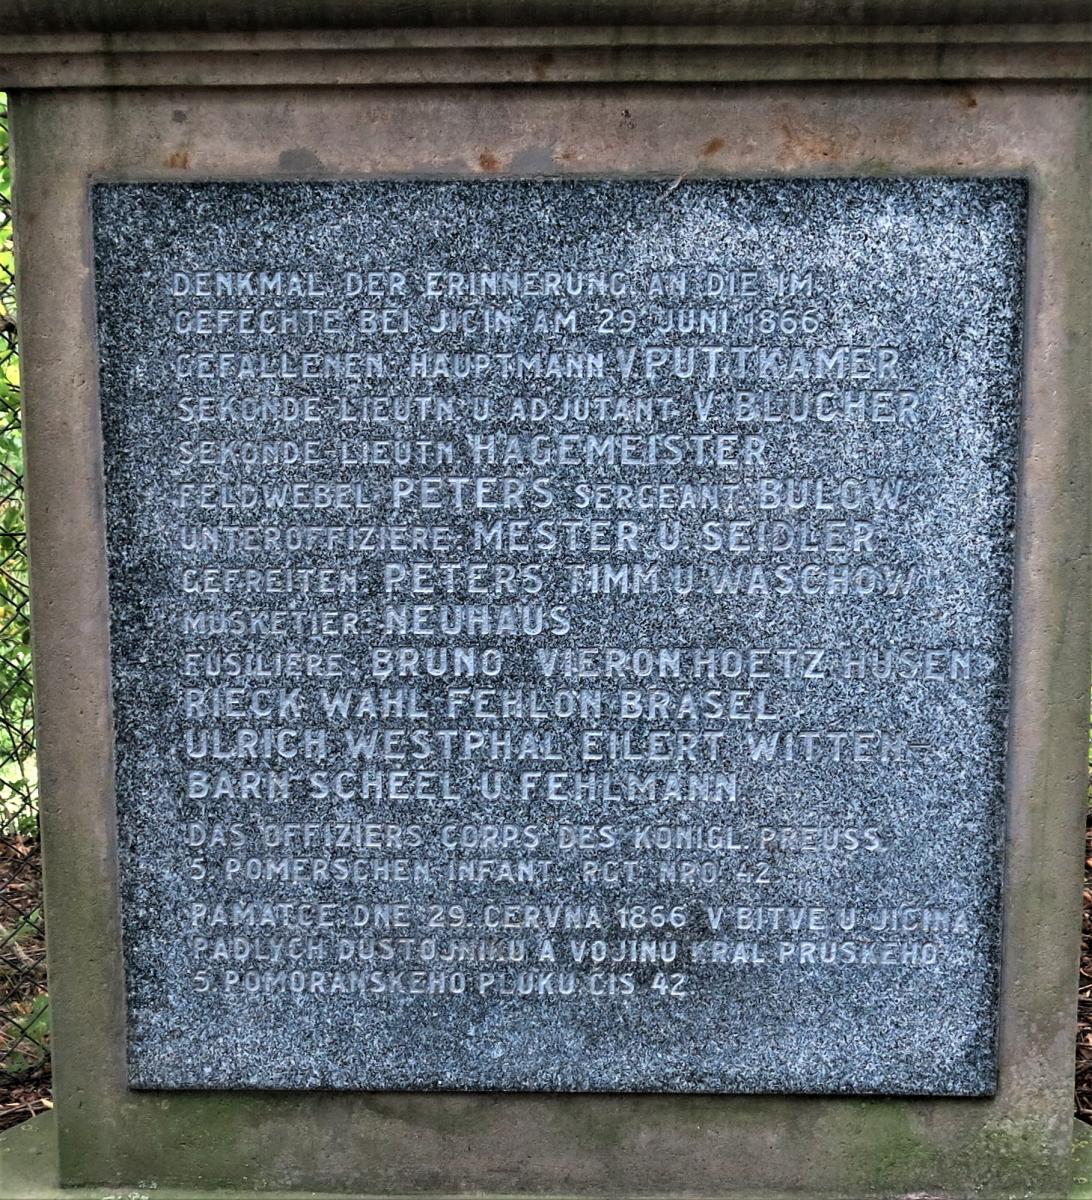 DENKMAL DER ERINNERUNG AN DIE IM
GEFECHTE BEI JICIN AM 29. JUNI 1866
GEFALLENEN: HAUPTMANN V. PUTTKAMER
SEKONDE-LIEUTN. U. ADJUTANT V. BLUCHER
SEKONDE-LIEUTN. HAGEMEISTER
FELDWEBEL PETERS SERGEANT BULOW
UNTEROFFIZIERE MESTER U. SEIDLER
GEFREITEN: PETERS TIMM U. WASCHOW
MUSKETIER: NEUHAUS
FUSILIERE: BRUNO VIERON HOETZ HUSEN
RIECK WAHL FEHLON BRASEL
ULRICH WESTPHAL EILERT WITTEN-
BARN SCHEEL U. FEHLMANN
DAS OFFIZIERS CORPS DES KONIGL. PREUSS.
5. POMERSCHEN INFANT. RGT NRO 42.
PAMATCE DNE 29. CERVNA 1866 V BITVE U JICINA
PADLYCH DUSTOJNIKU A VOJINU KRAL. PRUSKEHO
5. POMORANSKEHO PLUKU CIS 42